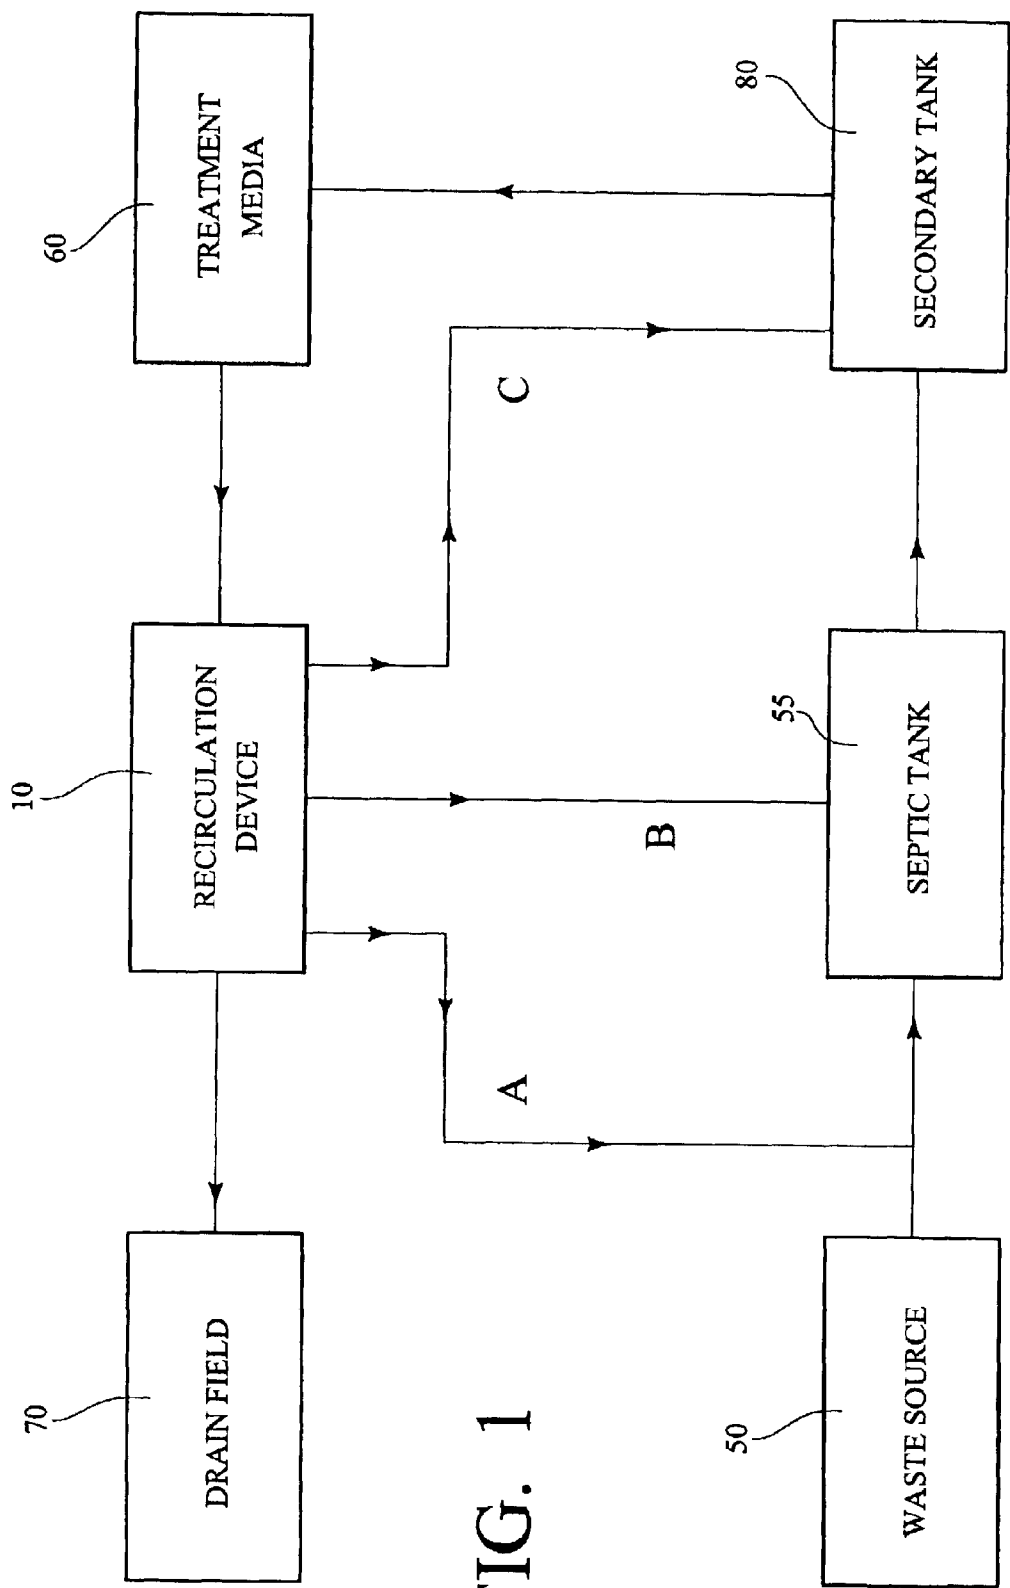 70
DRAIN FIELD
10
RECIRCULATION
DEVICE
60
TREATMENT
MEDIA
A
B
C
50
WASTE SOURCE
55
SEPTIC TANK
80
SECONDARY TANK
FIG. 1